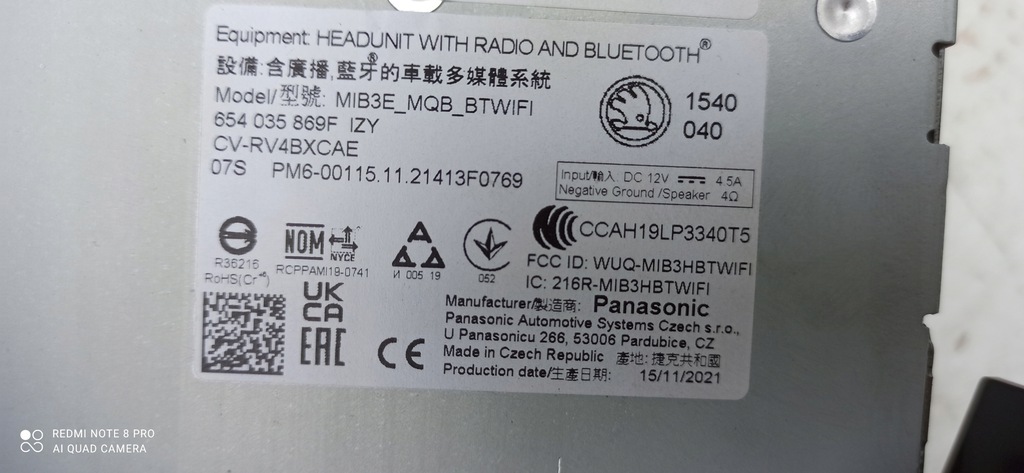 Equipment: HEADUNIT WITH RADIO AND BLUETOOTH®
設備:含廣播,藍牙®的車載多媒體系統
Model/型號: MIB3E_MQB_BTWIFI
654 035 869F IZY
CV-RV4BXCAE
07S PM6-00115.11.21413F0769
1540
040
Input/輸入 DC 12V 4.5A
Negative Ground /Speaker 4Ω
R36216
RoHS(Cr⁺⁶)
NOM NYCE
RCPPAMI19-0741
И 005 19
052
CCAH19LP3340T5
FCC ID: WUQ-MIB3HBTWIFI
IC: 216R-MIB3HBTWIFI
UK
CA
EAC
CE
Manufacturer/製造商: Panasonic
Panasonic Automotive Systems Czech s.r.o.,
U Panasonicu 266, 53006 Pardubice, CZ
Made in Czech Republic 產地: 捷克共和國
Production date/生產日期: 15/11/2021
REDMI NOTE 8 PRO
AI QUAD CAMERA